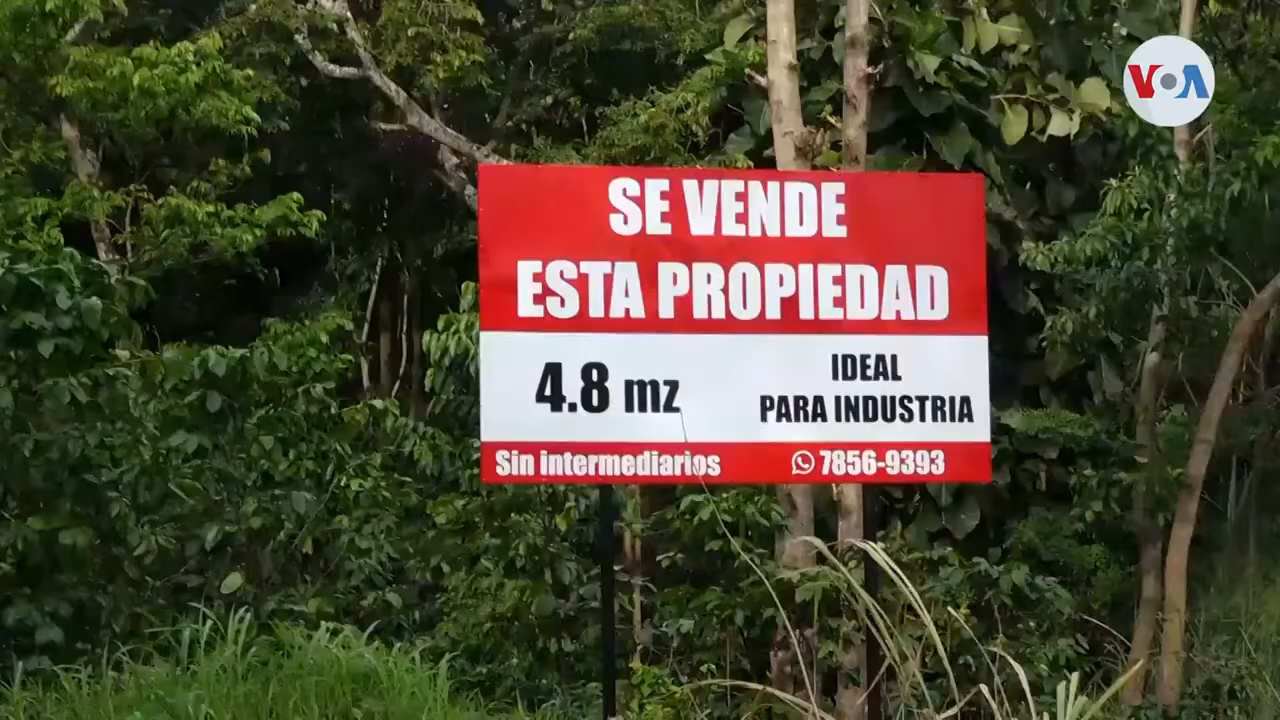 VOA
SE VENDE
ESTA PROPIEDAD
4.8 mz
IDEAL
PARA INDUSTRIA
Sin intermediarios
7856-9393